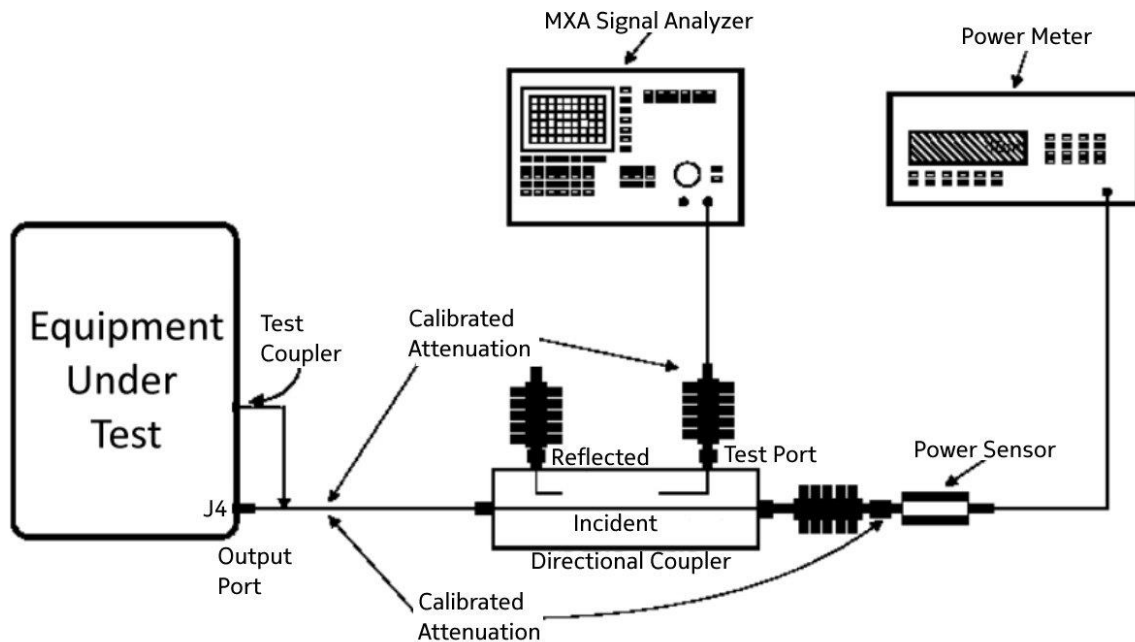 MXA Signal Analyzer
Power Meter
Equipment
Under
Test
Test
Coupler
Calibrated
Attenuation
Reflected
Test Port
Power Sensor
J4
Incident
Output
Port
Directional Coupler
Calibrated
Attenuation